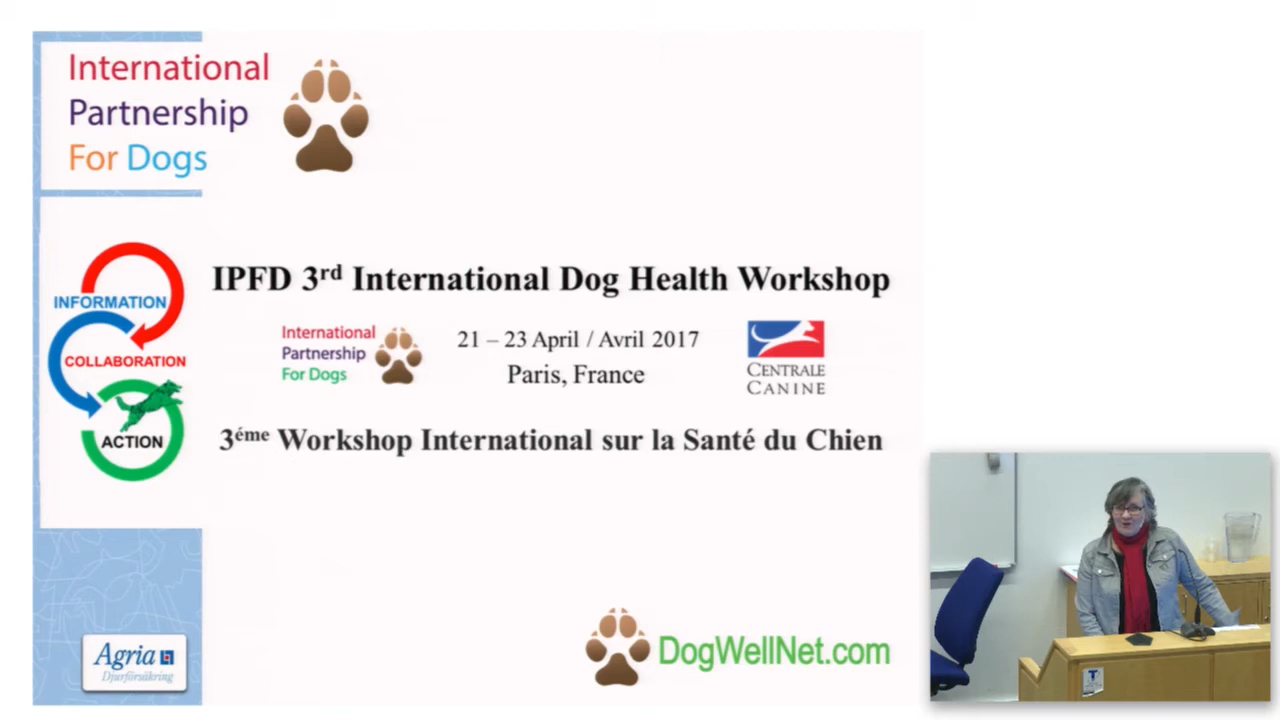 International
Partnership
For Dogs
INFORMATION
COLLABORATION
ACTION
IPFD 3rd International Dog Health Workshop
International
Partnership
For Dogs
21 – 23 April / Avril 2017
Paris, France
CENTRALE
CANINE
3éme Workshop International sur la Santé du Chien
Agria
Djurförsäkring
DogWellNet.com